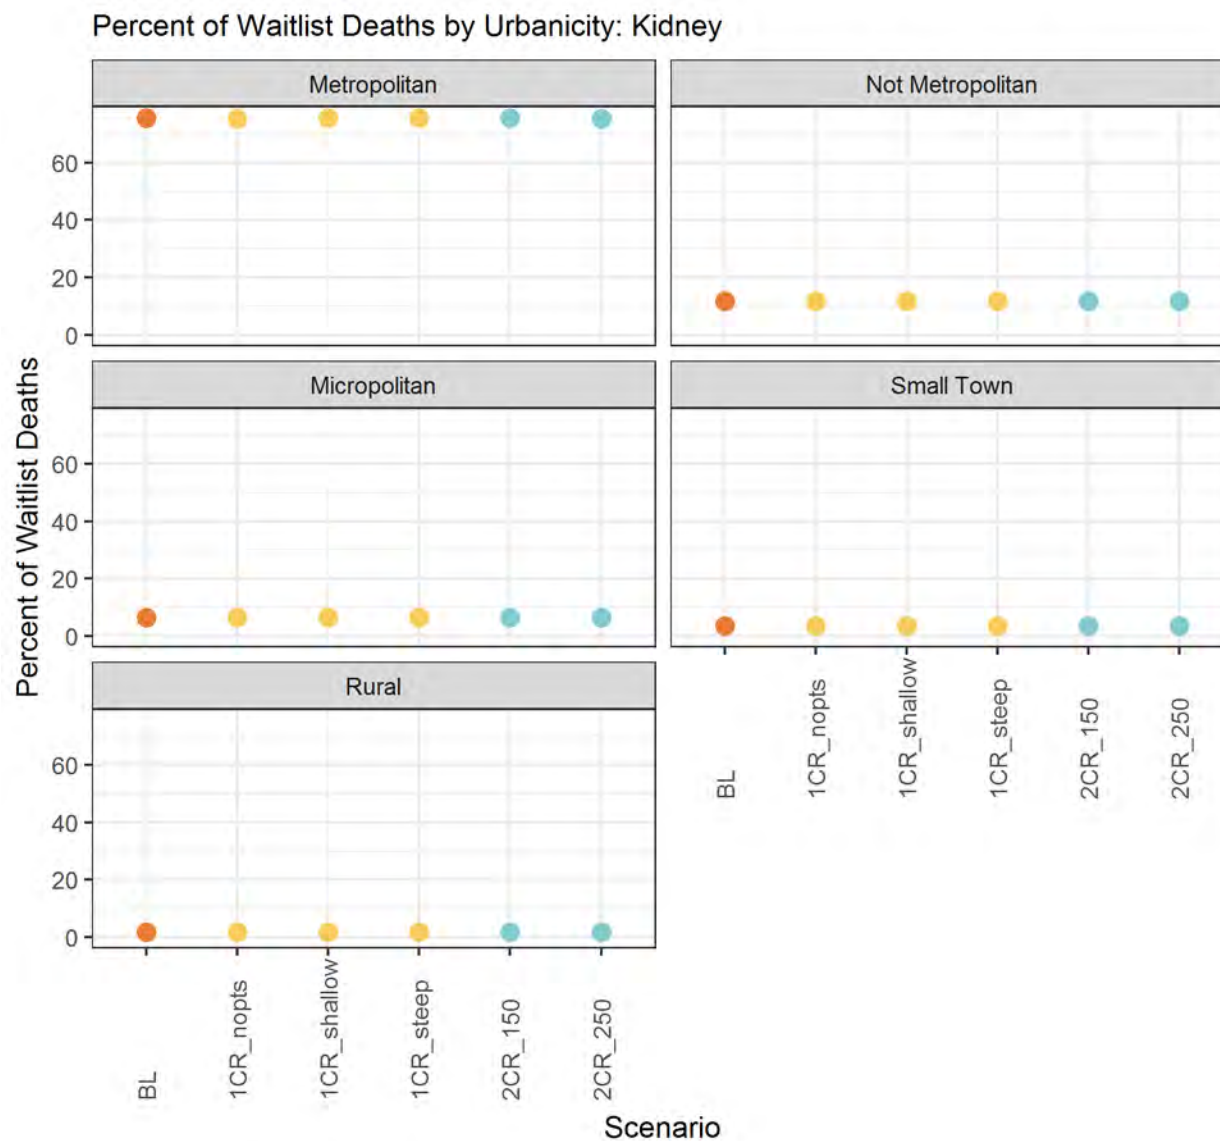 Percent of Waitlist Deaths by Urbanicity: Kidney
Metropolitan
Not Metropolitan
60
40
20
0
Micropolitan
Small Town
60
40
20
0
Rural
60
40
20
0
BL
1CR_nopts
1CR_shallow
1CR_steep
2CR_150
2CR_250
BL
1CR_nopts
1CR_shallow
1CR_steep
2CR_150
2CR_250
Percent of Waitlist Deaths
Scenario